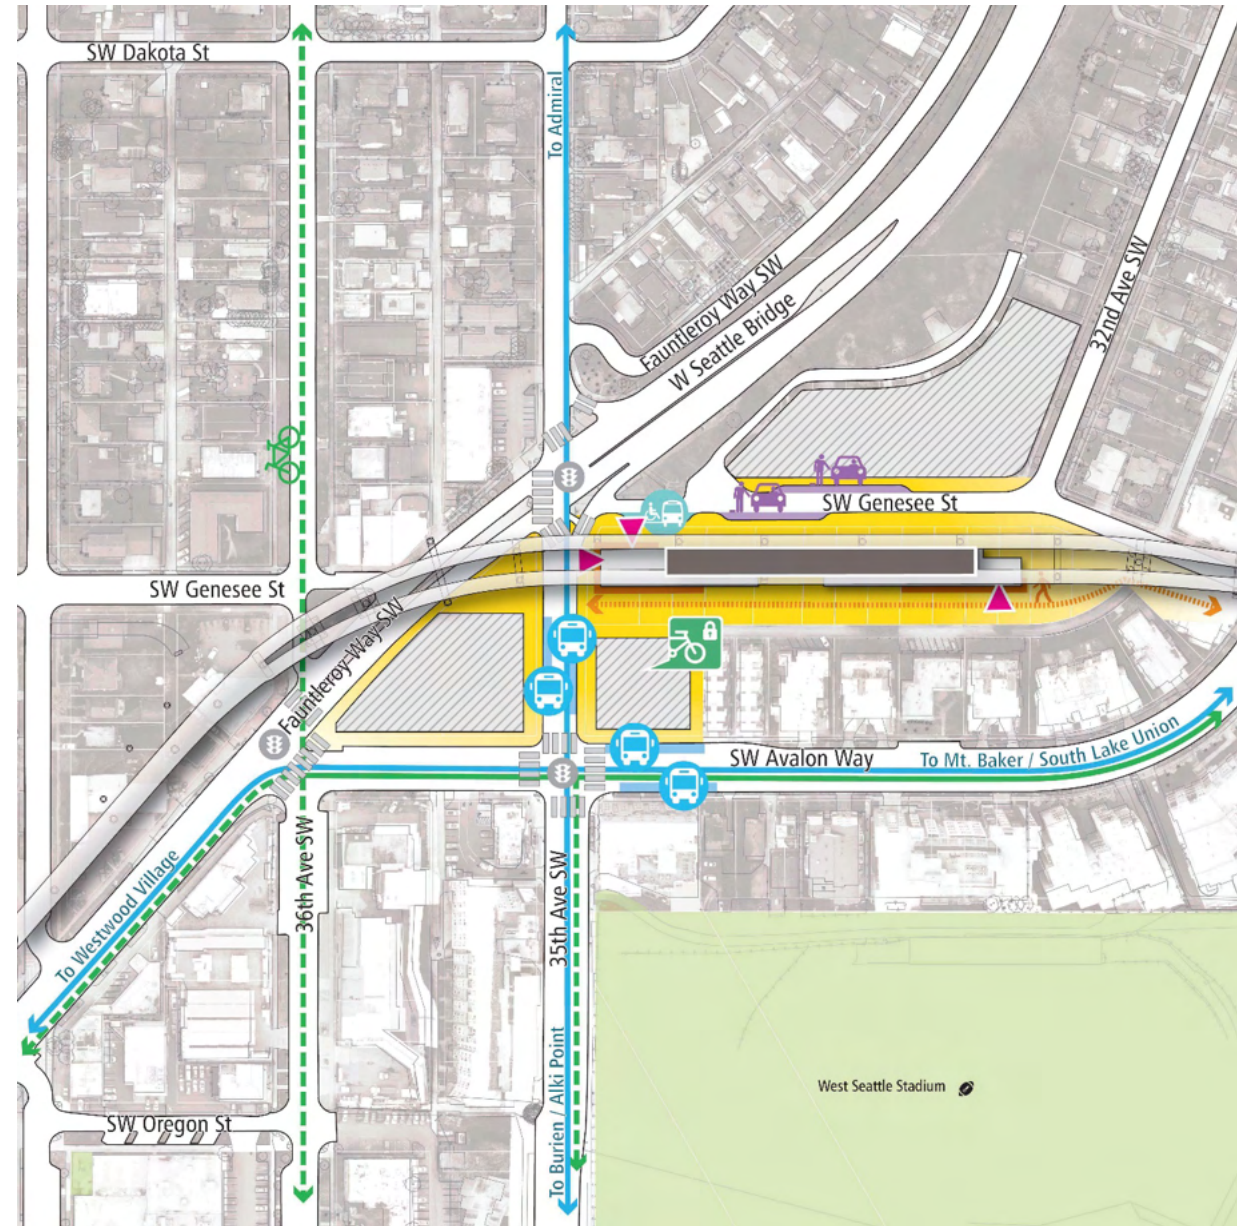 SW Dakota St
To Admiral
32nd Ave SW
Fauntleroy Way SW
W Seattle Bridge
SW Genesee St
SW Genesee St
Fauntleroy Way SW
SW Avalon Way
To Mt. Baker / South Lake Union
To Westwood Village
36th Ave SW
35th Ave SW
To Burien / Alki Point
West Seattle Stadium
SW Oregon St